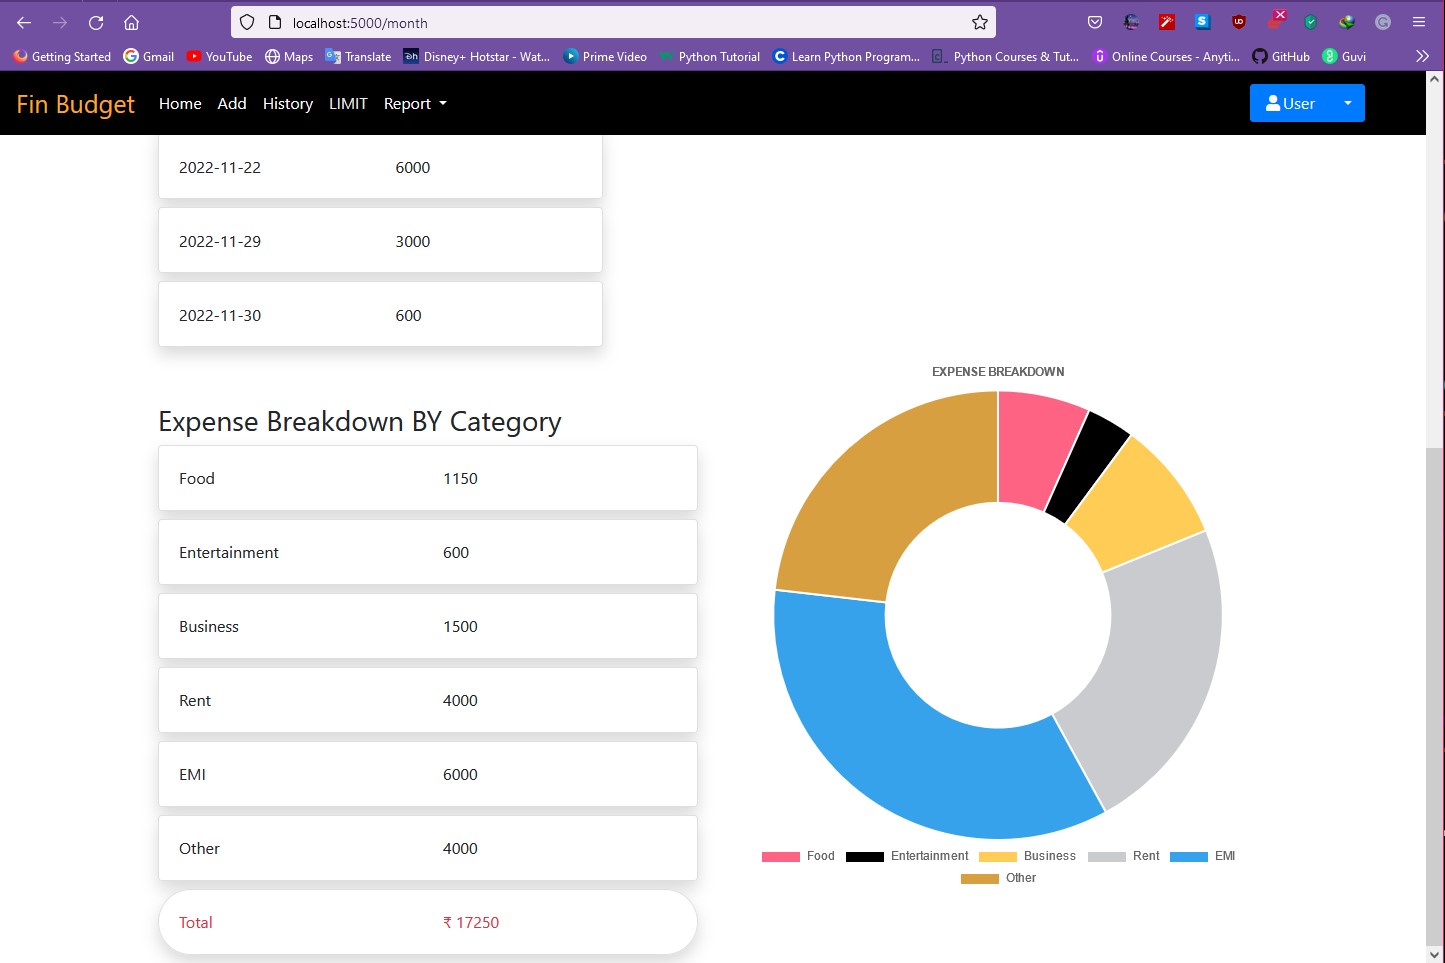 localhost:5000/month
Getting Started Gmail YouTube Maps Translate Disney+ Hotstar - Wat... Prime Video Python Tutorial Learn Python Program... Python Courses & Tut... Online Courses - Anyti... GitHub Guvi
Fin Budget Home Add History LIMIT Report User
2022-11-22 6000
2022-11-29 3000
2022-11-30 600
Expense Breakdown BY Category
Food 1150
Entertainment 600
Business 1500
Rent 4000
EMI 6000
Other 4000
Total ₹ 17250
EXPENSE BREAKDOWN
Food Entertainment Business Rent EMI
Other